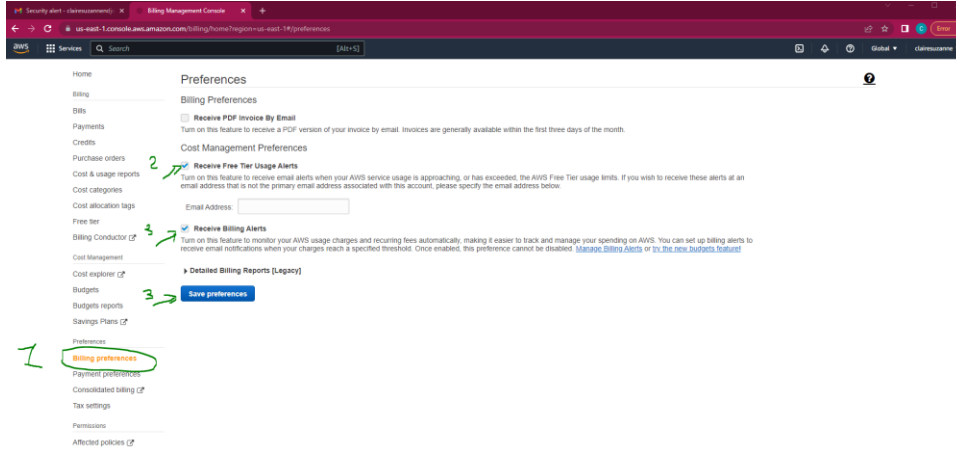 Security alert - clairesuzannend@
Billing Management Console
us-east-1.console.aws.amazon.com/billing/home?region=us-east-1#/preferences
Error
aws
Services
Search
[Alt+S]
Global
clairesuzanne
Home
Billing
Bills
Payments
Credits
Purchase orders
Cost & usage reports
Cost categories
Cost allocation tags
Free tier
Billing Conductor
Cost Management
Cost explorer
Budgets
Budgets reports
Savings Plans
Preferences
1
Billing preferences
Payment preferences
Consolidated billing
Tax settings
Permissions
Affected policies
Preferences
Billing Preferences
Receive PDF Invoice By Email
Turn on this feature to receive a PDF version of your invoice by email. Invoices are generally available within the first three days of the month.
Cost Management Preferences
2
Receive Free Tier Usage Alerts
Turn on this feature to receive email alerts when your AWS service usage is approaching, or has exceeded, the AWS Free Tier usage limits. If you wish to receive these alerts at an
email address that is not the primary email address associated with this account, please specify the email address below.
Email Address:
3
Receive Billing Alerts
Turn on this feature to monitor your AWS usage charges and recurring fees automatically, making it easier to track and manage your spending on AWS. You can set up billing alerts to
receive email notifications when your charges reach a specified threshold. Once enabled, this preference cannot be disabled. Manage Billing Alerts or try the new budgets feature!
Detailed Billing Reports [Legacy]
3
Save preferences